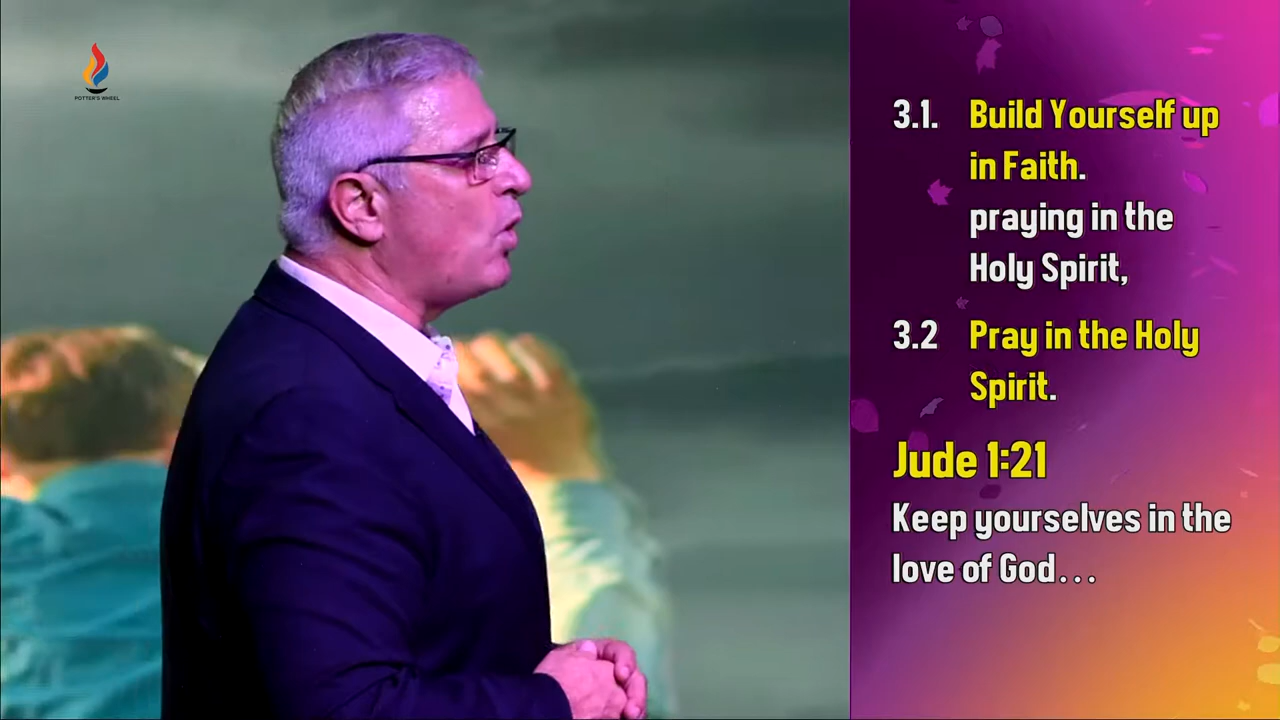 POTTER'S WHEEL
3.1. Build Yourself up
in Faith.
praying in the
Holy Spirit,
3.2 Pray in the Holy
Spirit.
Jude 1:21
Keep yourselves in the
love of God...